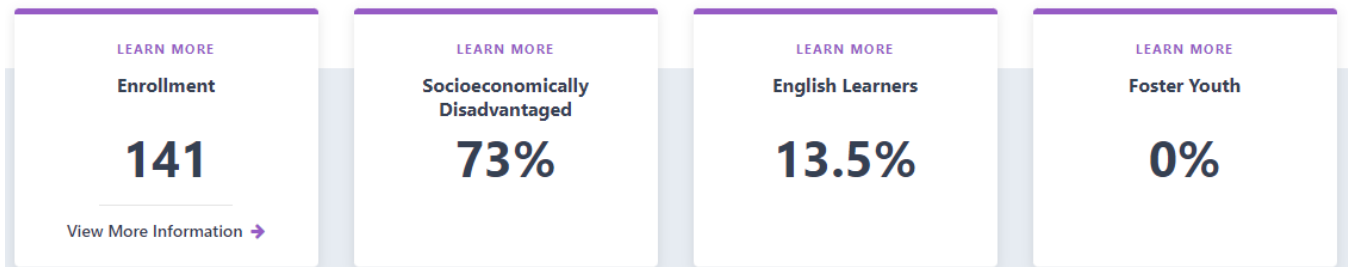 LEARN MORE
Enrollment
141
View More Information
LEARN MORE
Socioeconomically
Disadvantaged
73%
LEARN MORE
English Learners
13.5%
LEARN MORE
Foster Youth
0%